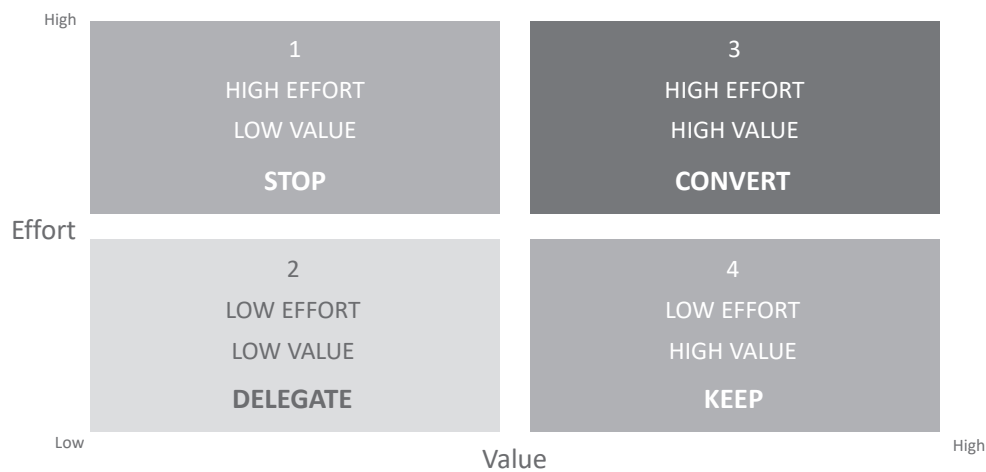 High
1
HIGH EFFORT
LOW VALUE
STOP
3
HIGH EFFORT
HIGH VALUE
CONVERT
Effort
2
LOW EFFORT
LOW VALUE
DELEGATE
4
LOW EFFORT
HIGH VALUE
KEEP
Low
Value
High